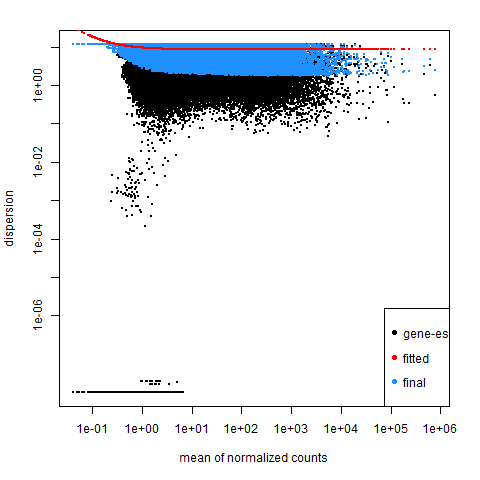 1e+00
1e-02
1e-04
1e-06
dispersion
gene-es
fitted
final
1e-01 1e+00 1e+01 1e+02 1e+03 1e+04 1e+05 1e+06
mean of normalized counts